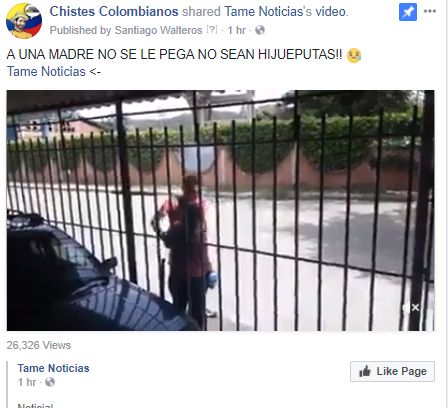 Chistes Colombianos shared Tame Noticias's video.
Published by Santiago Walteros [?] · 1 hr ·
A UNA MADRE NO SE LE PEGA NO SEAN HIJUEPUTAS!! 😢
Tame Noticias <-
26,326 Views
Tame Noticias
1 hr ·
Like Page
Noticia!